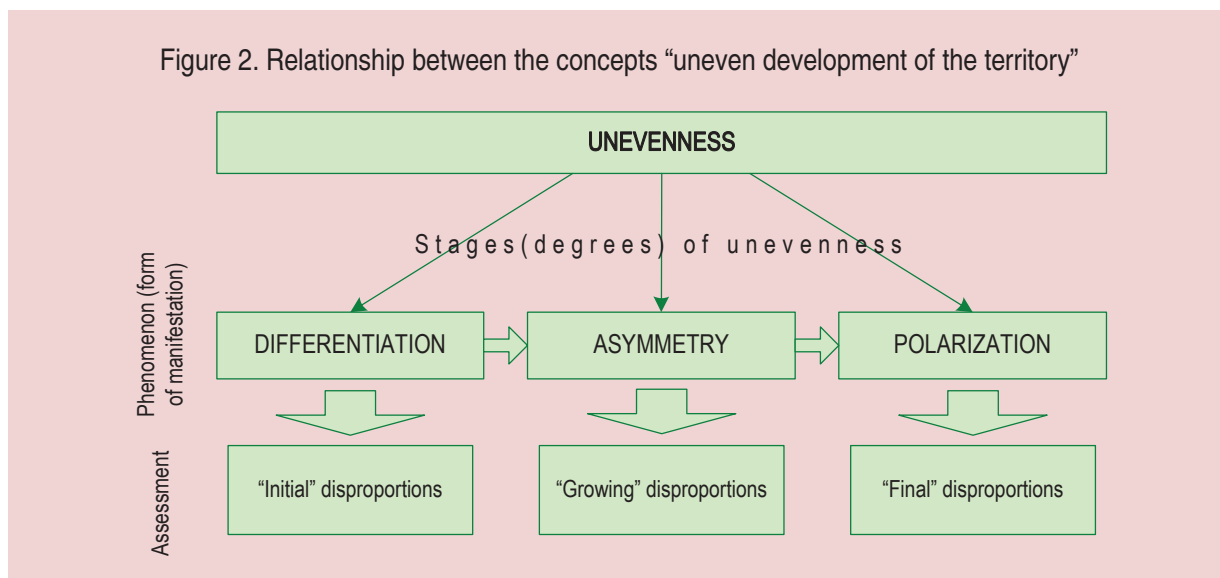 Figure 2. Relationship between the concepts “uneven development of the territory”
UNEVENNESS
Stages(degrees) of unevenness
Phenomenon (form
of manifestation)
DIFFERENTIATION
ASYMMETRY
POLARIZATION
Assessment
“Initial” disproportions
“Growing” disproportions
“Final” disproportions